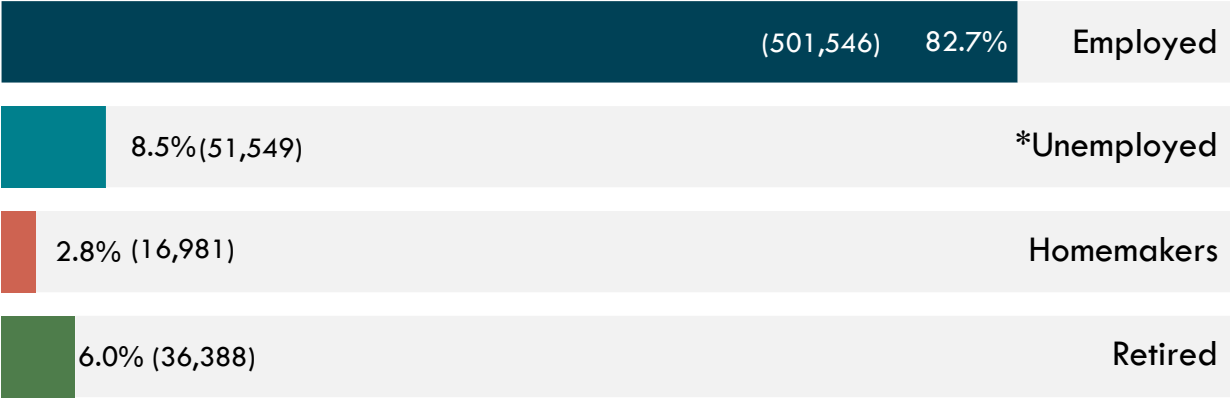 (501,546) 82.7% Employed
8.5%(51,549) *Unemployed
2.8% (16,981) Homemakers
6.0% (36,388) Retired